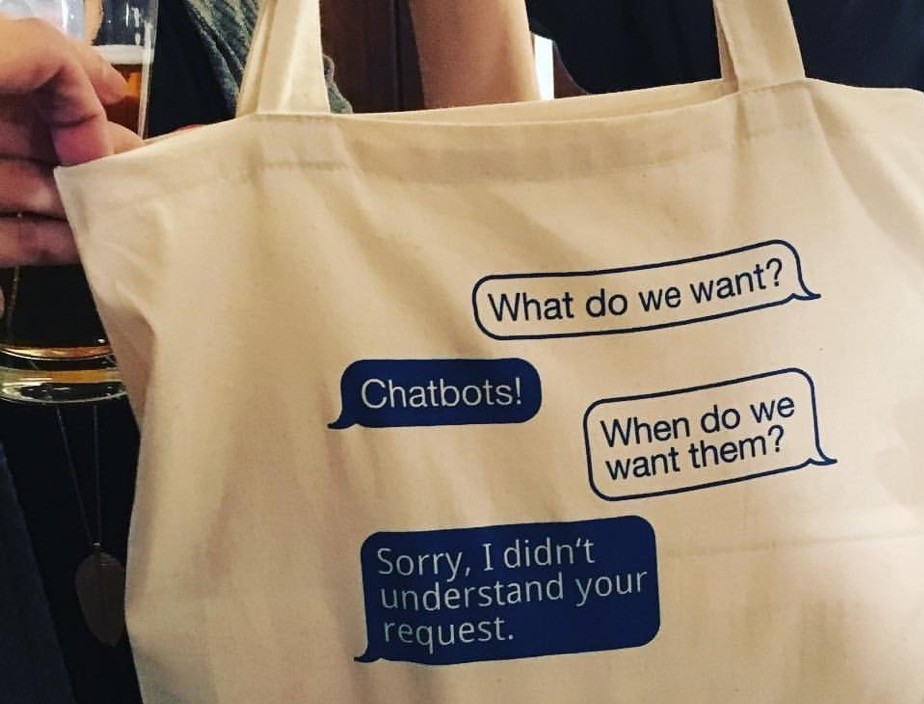 What do we want?
Chatbots!
When do we
want them?
Sorry, I didn't
understand your
request.